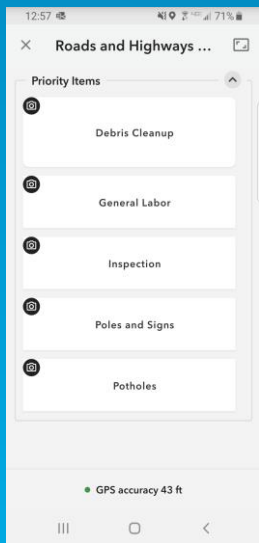 12:57 71%
Roads and Highways ...
Priority Items
Debris Cleanup
General Labor
Inspection
Poles and Signs
Potholes
GPS accuracy 43 ft